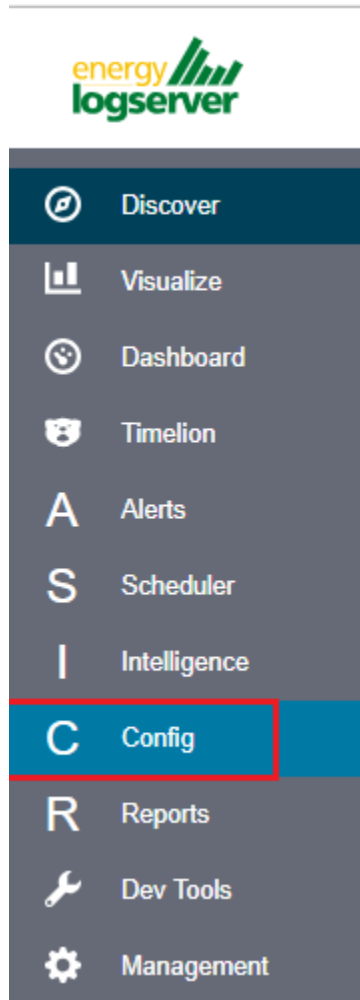 energy
logserver
Discover
Visualize
Dashboard
Timelion
A Alerts
S Scheduler
I Intelligence
C Config
R Reports
Dev Tools
Management